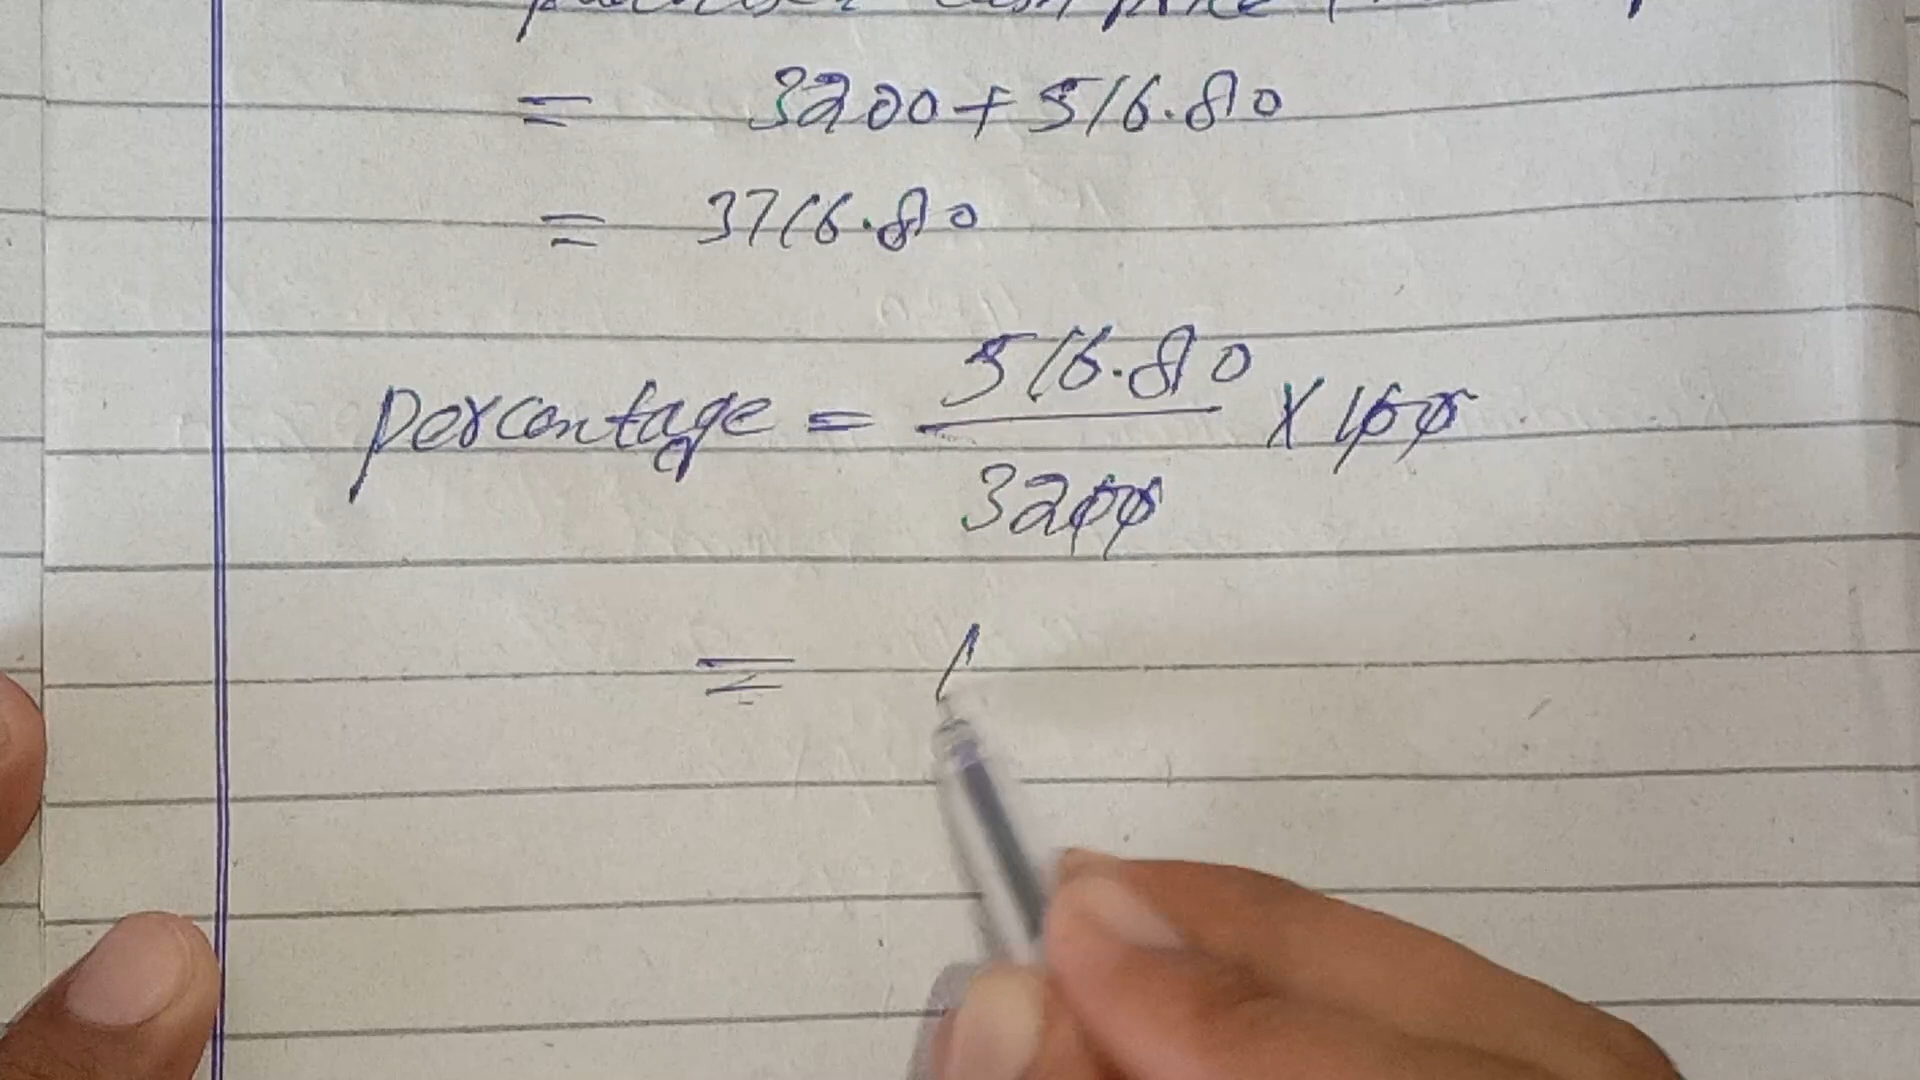 = 3200 + 516.80
= 3716.80
percentage = 516.80 / 3200 X 100
= 1